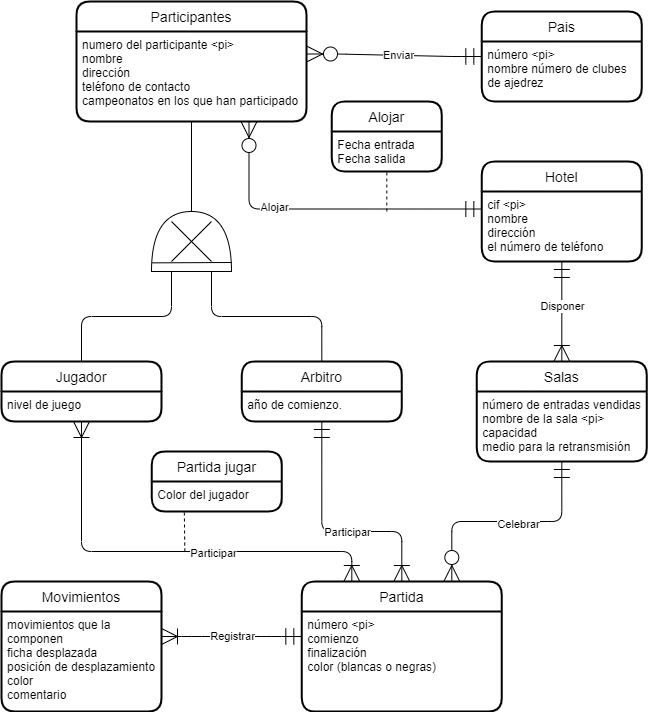 Participantes
numero del participante <pi>
nombre
dirección
teléfono de contacto
campeonatos en los que han participado
Enviar
Pais
número <pi>
nombre número de clubes
de ajedrez
Alojar
Fecha entrada
Fecha salida
Alojar
Hotel
cif <pi>
nombre
dirección
el número de teléfono
Disponer
Jugador
nivel de juego
Arbitro
año de comienzo.
Salas
número de entradas vendidas
nombre de la sala <pi>
capacidad
medio para la retransmisión
Partida jugar
Color del jugador
Participar
Participar
Celebrar
Movimientos
movimientos que la
componen
ficha desplazada
posición de desplazamiento
color
comentario
Registrar
Partida
número <pi>
comienzo
finalización
color (blancas o negras)